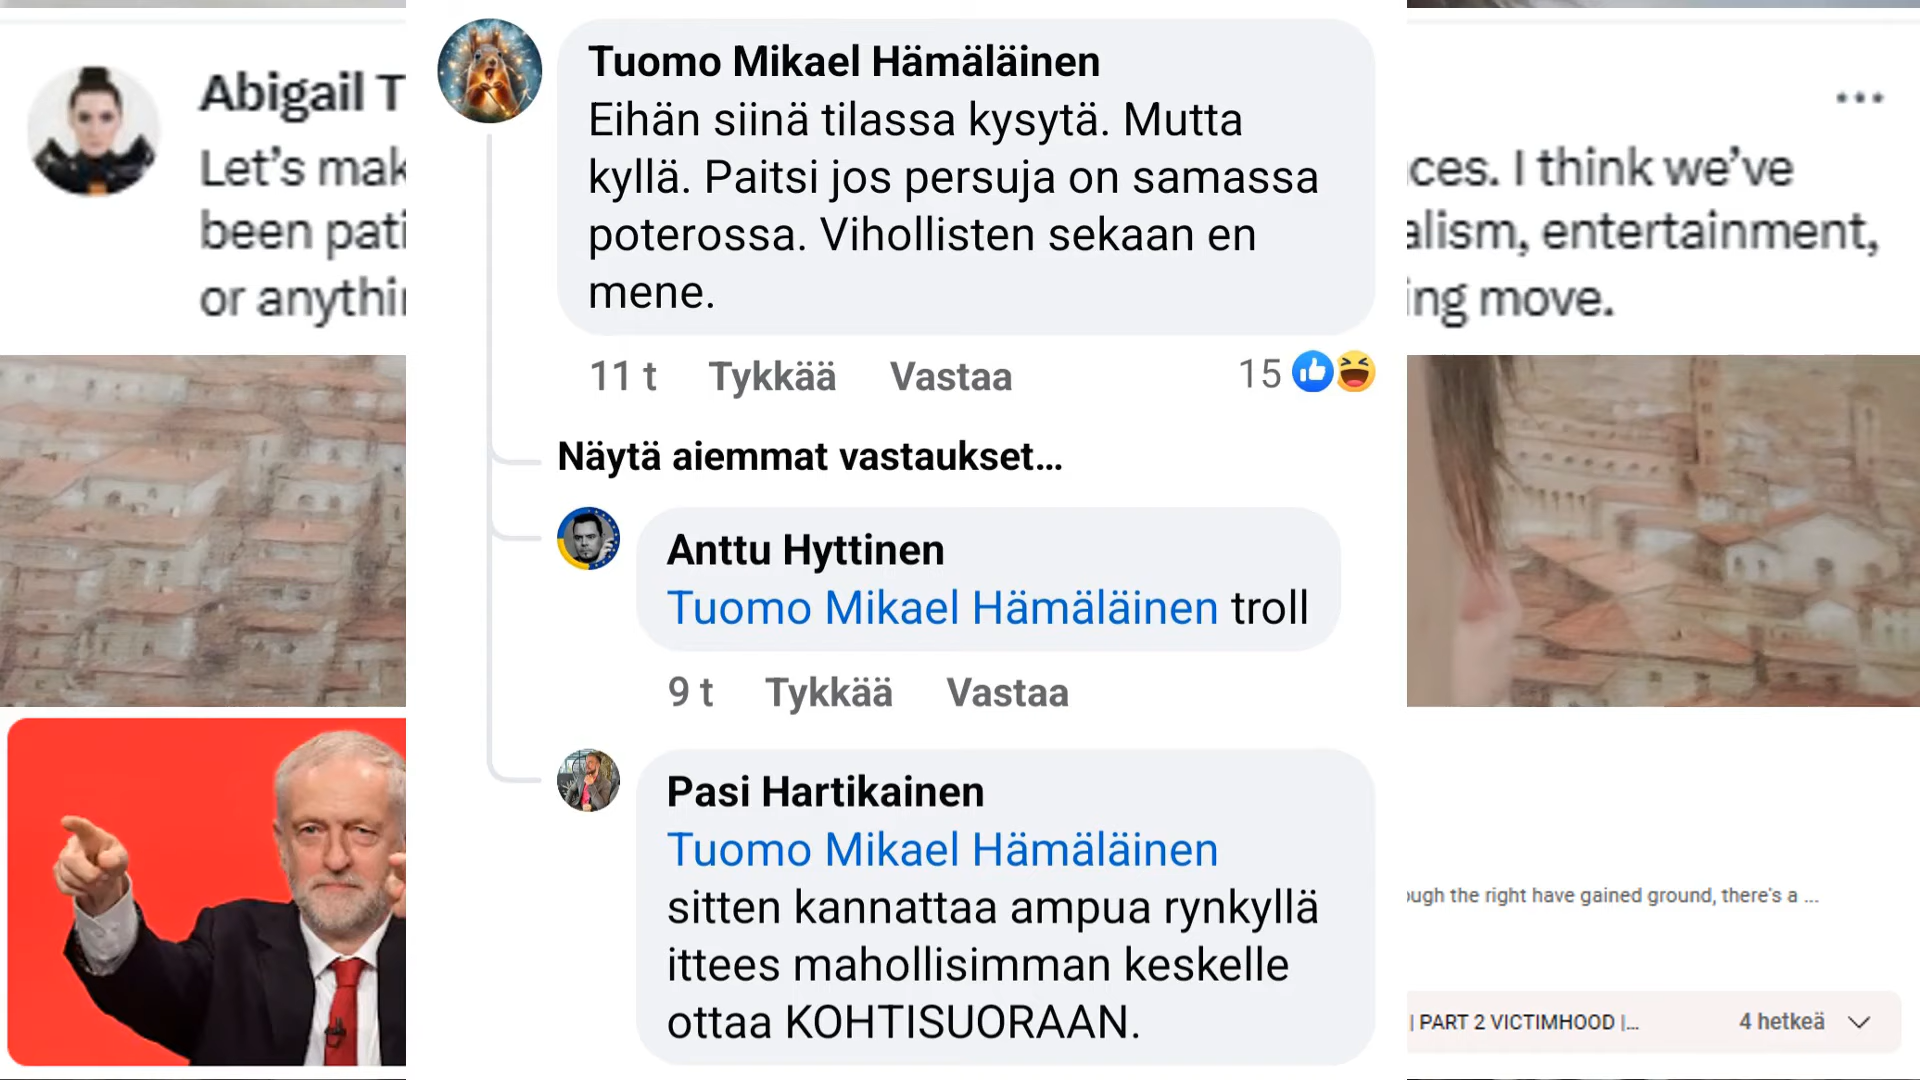 Tuomo Mikael Hämäläinen
Eihän siinä tilassa kysytä. Mutta
kyllä. Paitsi jos persuja on samassa
poterossa. Vihollisten sekaan en
mene.
11 t Tykkää Vastaa 15
Näytä aiemmat vastaukset...
Anttu Hyttinen
Tuomo Mikael Hämäläinen troll
9 t Tykkää Vastaa
Pasi Hartikainen
Tuomo Mikael Hämäläinen
sitten kannattaa ampua rynkyllä
ittees mahollisimman keskelle
ottaa KOHTISUORAAN.
Abigail T
Let's mak
been pati
or anythi
ces. I think we've
alism, entertainment,
ing move.
ugh the right have gained ground, there's a ...
| PART 2 VICTIMHOOD |... 4 hetkeä